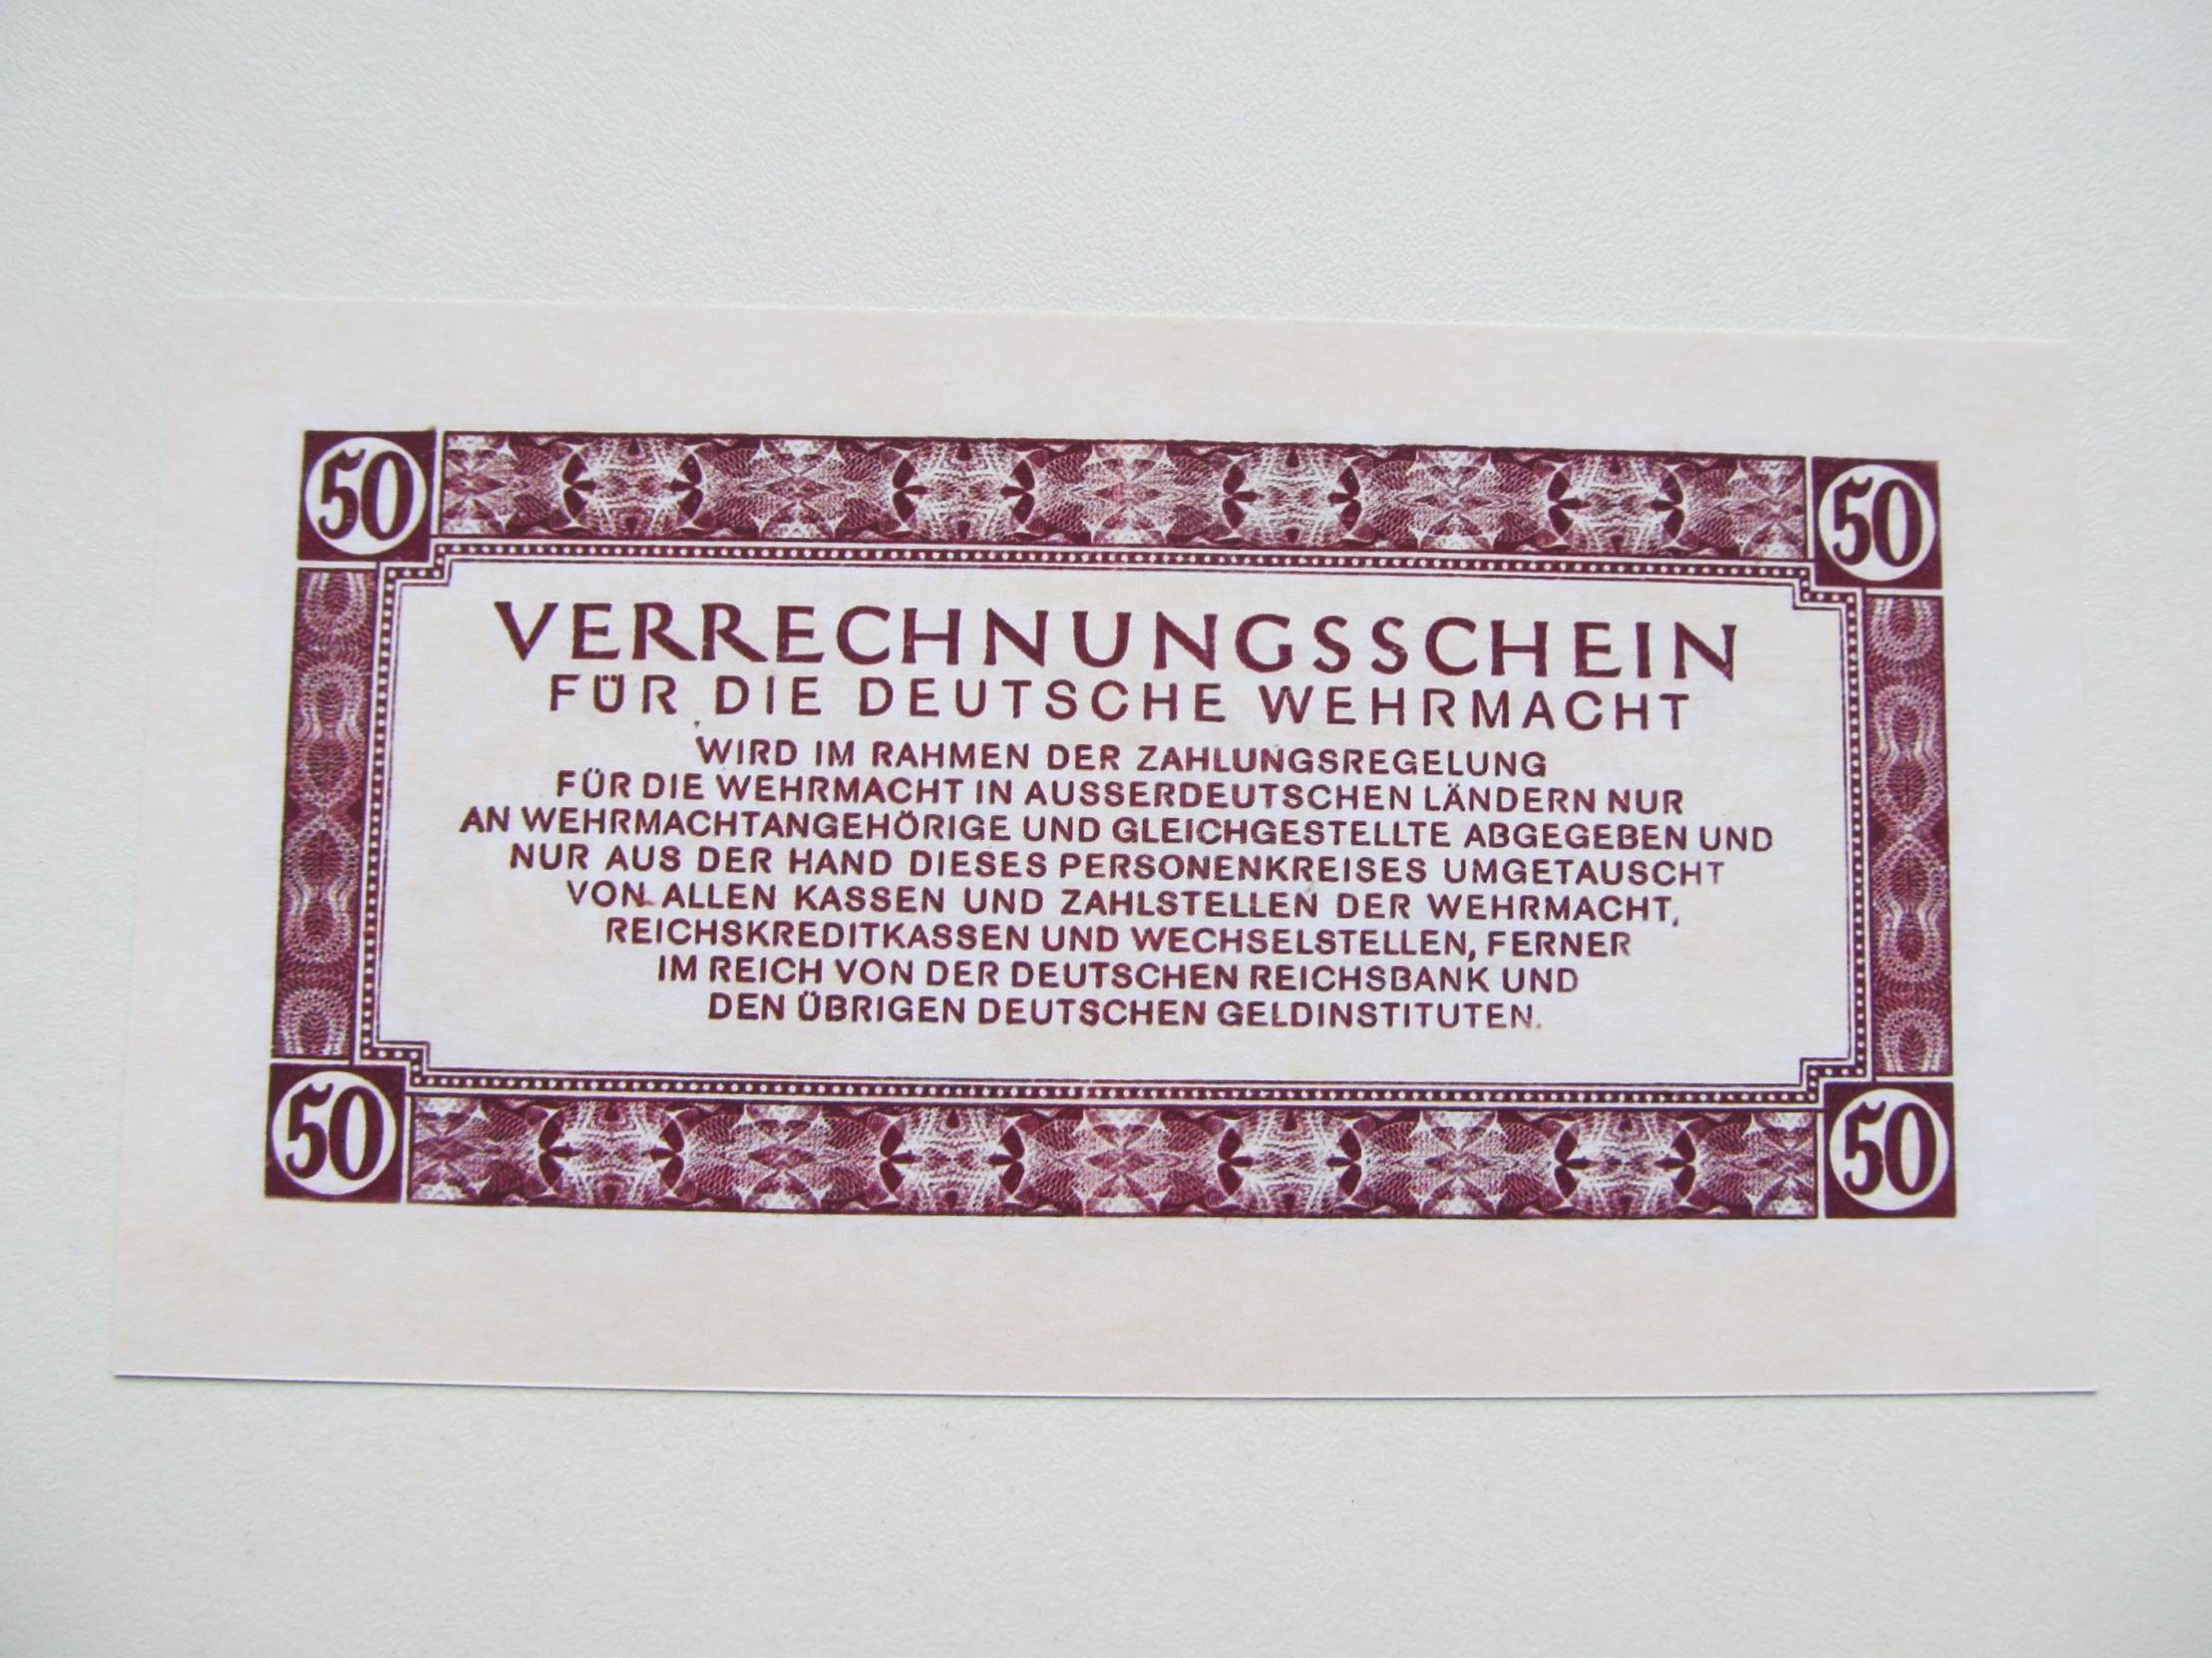 50 50
VERRECHNUNGSSCHEIN
FÜR DIE DEUTSCHE WEHRMACHT
WIRD IM RAHMEN DER ZAHLUNGSREGELUNG
FÜR DIE WEHRMACHT IN AUSSERDEUTSCHEN LÄNDERN NUR
AN WEHRMACHTANGEHÖRIGE UND GLEICHGESTELLTE ABGEGEBEN UND
NUR AUS DER HAND DIESES PERSONENKREISES UMGETAUSCHT
VON ALLEN KASSEN UND ZAHLSTELLEN DER WEHRMACHT,
REICHSKREDITKASSEN UND WECHSELSTELLEN, FERNER
IM REICH VON DER DEUTSCHEN REICHSBANK UND
DEN ÜBRIGEN DEUTSCHEN GELDINSTITUTEN.
50 50